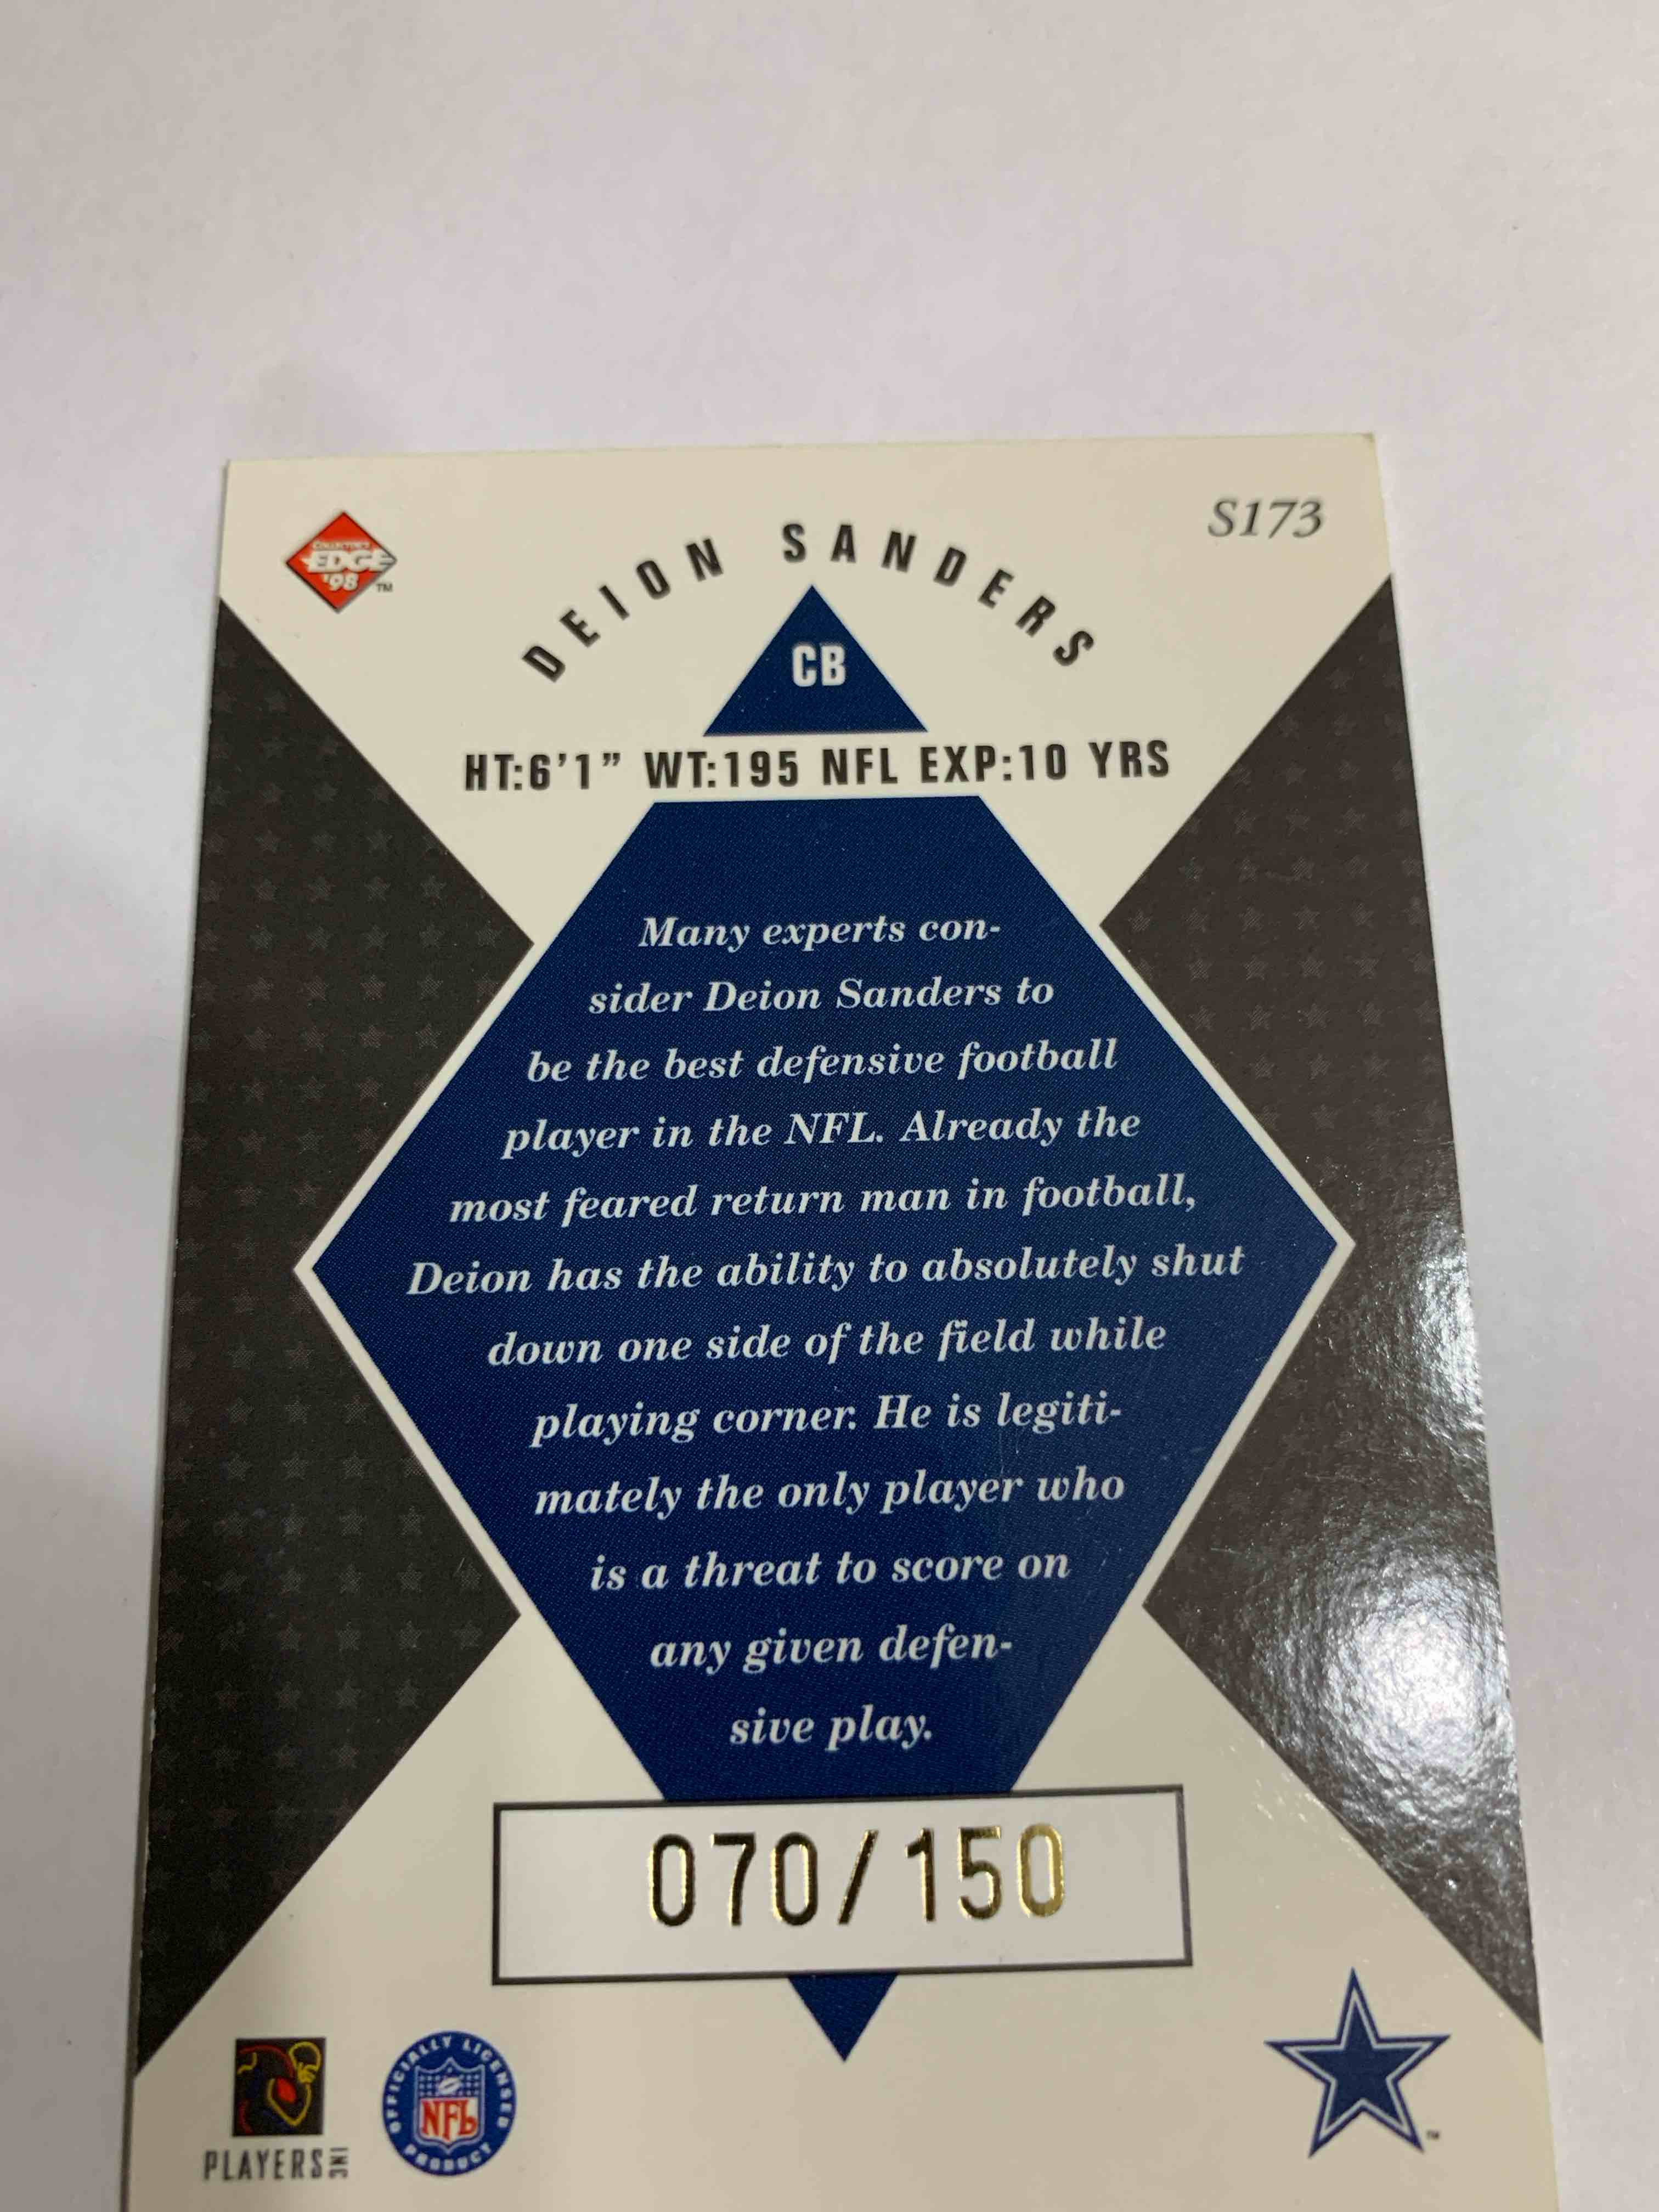 COLLECTOR'S
EDGE
'98 TM
S173
DEION SANDERS
CB
HT:6'1” WT:195 NFL EXP:10 YRS
Many experts con-
sider Deion Sanders to
be the best defensive football
player in the NFL. Already the
most feared return man in football,
Deion has the ability to absolutely shut
down one side of the field while
playing corner. He is legiti-
mately the only player who
is a threat to score on
any given defen-
sive play.
070/150
PLAYERS INC
OFFICIALLY LICENSED
NFL
PRODUCT
TM